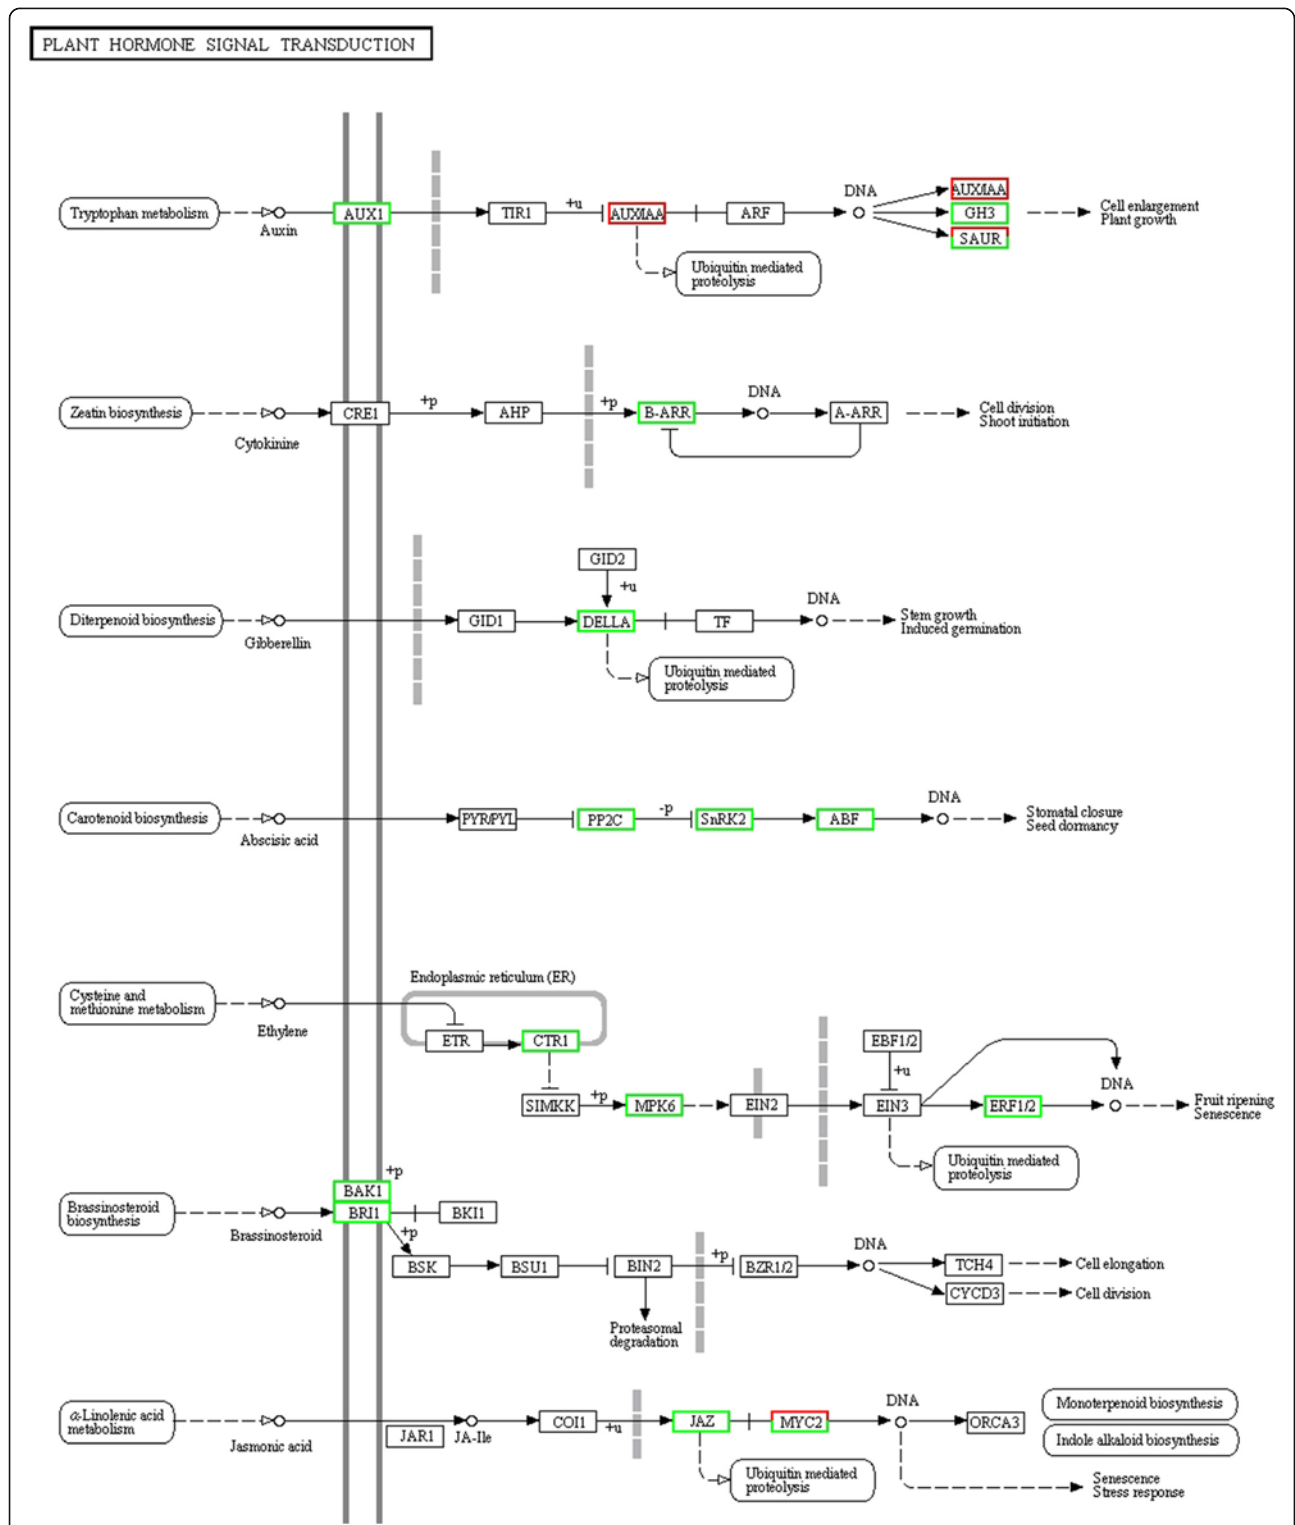 PLANT HORMONE SIGNAL TRANSDUCTION
Tryptophan metabolism
Auxin
AUX1
TIR1
+u
AUX/IAA
ARF
DNA
AUX/IAA
GH3
SAUR
Cell enlargement
Plant growth
Ubiquitin mediated
proteolysis
Zeatin biosynthesis
Cytokinine
CRE1
+p
AHP
+p
B-ARR
DNA
A-ARR
Cell division
Shoot initiation
GID2
+u
Diterpenoid biosynthesis
Gibberellin
GID1
DELLA
TF
DNA
Stem growth
Induced germination
Ubiquitin mediated
proteolysis
Carotenoid biosynthesis
Abscisic acid
PYR/PYL
PP2C
-p
SnRK2
ABF
DNA
Stomatal closure
Seed dormancy
Endoplasmic reticulum (ER)
Cysteine and
methionine metabolism
Ethylene
ETR
CTR1
EBF1/2
+u
SIMKK
+p
MPK6
EIN2
EIN3
ERF1/2
DNA
Fruit ripening
Senescence
Ubiquitin mediated
proteolysis
+p
BAK1
Brassinosteroid
biosynthesis
Brassinosteroid
BRI1
BKI1
+p
BSK
BSU1
BIN2
+p
BZR1/2
DNA
TCH4
Cell elongation
CYCD3
Cell division
Proteasomal
degradation
α-Linolenic acid
metabolism
Jasmonic acid
JAR1
JA-Ile
COI1
+u
JAZ
MYC2
DNA
ORCA3
Monoterpenoid biosynthesis
Indole alkaloid biosynthesis
Ubiquitin mediated
proteolysis
Senescence
Stress response